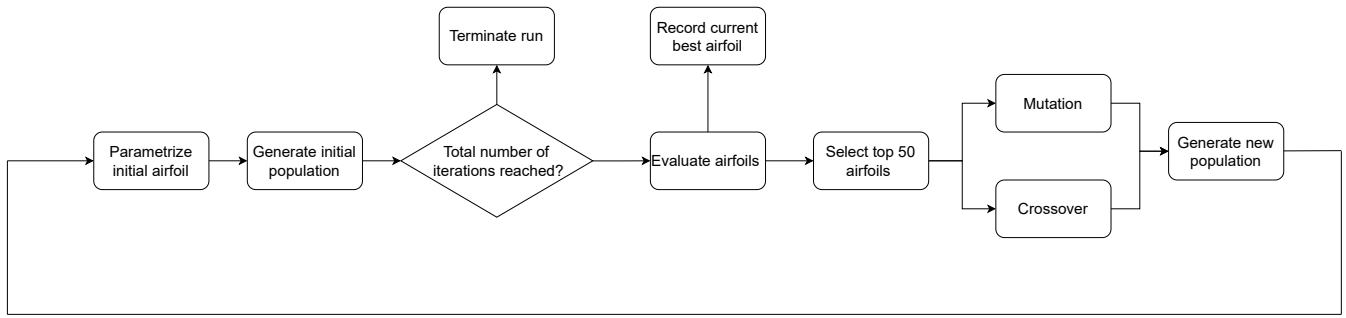 Terminate run
Record current
best airfoil
Parametrize
initial airfoil
Generate initial
population
Total number of
iterations reached?
Evaluate airfoils
Select top 50
airfoils
Mutation
Crossover
Generate new
population